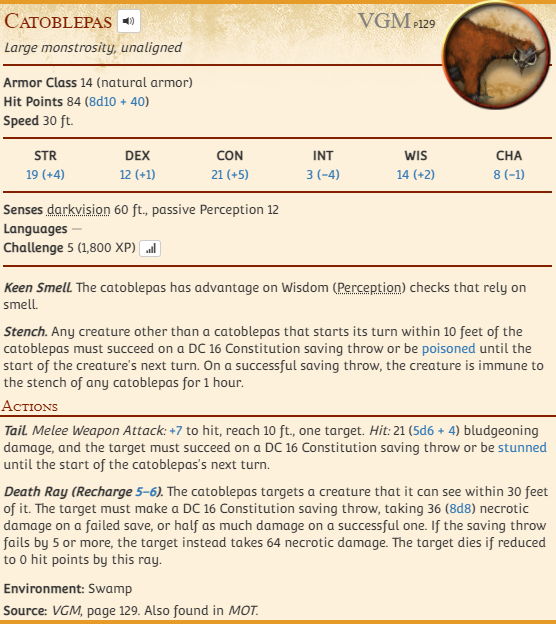 CATOBLEPAS VGM P129
Large monstrosity, unaligned
Armor Class 14 (natural armor)
Hit Points 84 (8d10 + 40)
Speed 30 ft.
STR DEX CON INT WIS CHA
19 (+4) 12 (+1) 21 (+5) 3 (−4) 14 (+2) 8 (−1)
Senses darkvision 60 ft., passive Perception 12
Languages —
Challenge 5 (1,800 XP)
Keen Smell. The catoblepas has advantage on Wisdom (Perception) checks that rely on
smell.
Stench. Any creature other than a catoblepas that starts its turn within 10 feet of the
catoblepas must succeed on a DC 16 Constitution saving throw or be poisoned until the
start of the creature's next turn. On a successful saving throw, the creature is immune to
the stench of any catoblepas for 1 hour.
ACTIONS
Tail. Melee Weapon Attack: +7 to hit, reach 10 ft., one target. Hit: 21 (5d6 + 4) bludgeoning
damage, and the target must succeed on a DC 16 Constitution saving throw or be stunned
until the start of the catoblepas's next turn.
Death Ray (Recharge 5–6). The catoblepas targets a creature that it can see within 30 feet
of it. The target must make a DC 16 Constitution saving throw, taking 36 (8d8) necrotic
damage on a failed save, or half as much damage on a successful one. If the saving throw
fails by 5 or more, the target instead takes 64 necrotic damage. The target dies if reduced
to 0 hit points by this ray.
Environment: Swamp
Source: VGM, page 129. Also found in MOT.